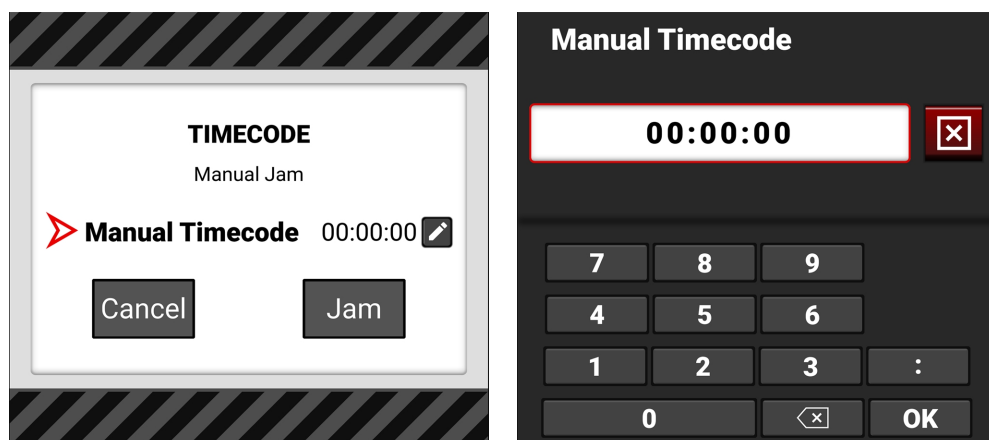 TIMECODE
Manual Jam
Manual Timecode 00:00:00
Cancel Jam
Manual Timecode
00:00:00
7 8 9
4 5 6
1 2 3 :
0 OK